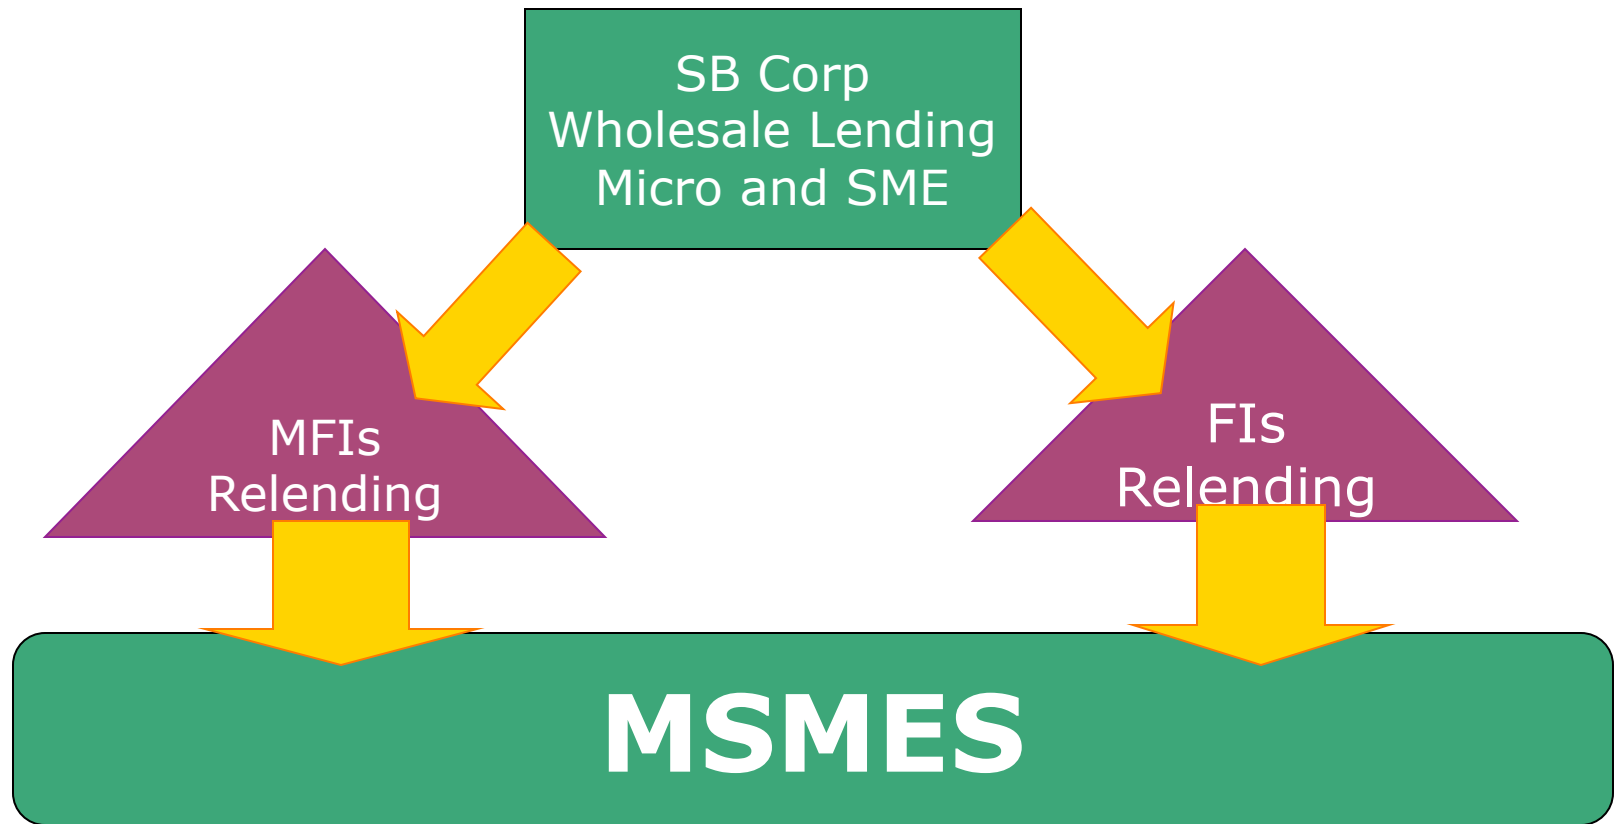 SB Corp
Wholesale Lending
Micro and SME
MFIs
Relending
FIs
Relending
MSMES